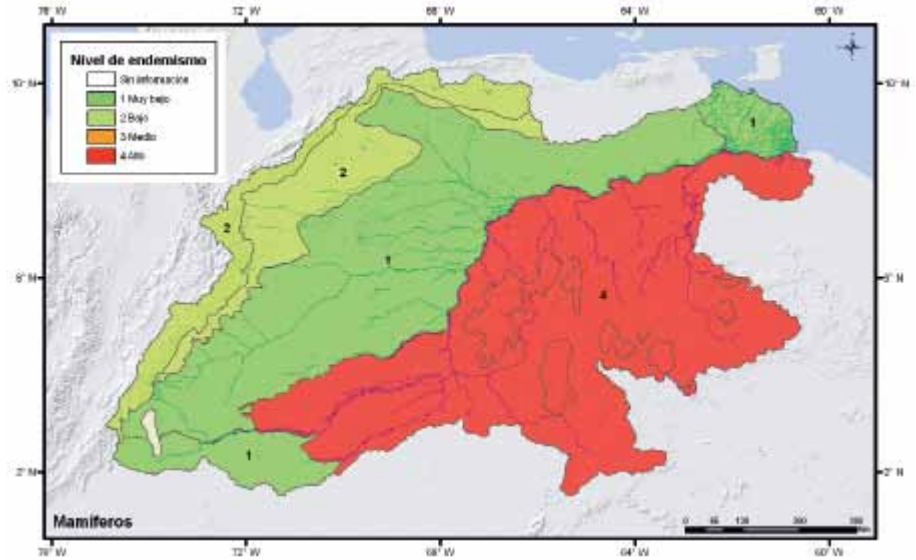 76° W 72° W 68° W 64° W 60° W
Nivel de endemismo
Sin información
1 Muy bajo
2 Bajo
3 Medio
4 Alto
10° N 10° N
1
2
2
1
4
6° N
1
2° N 2° N
Mamíferos
0
76° W 72° W 68° W 64° W 60° W